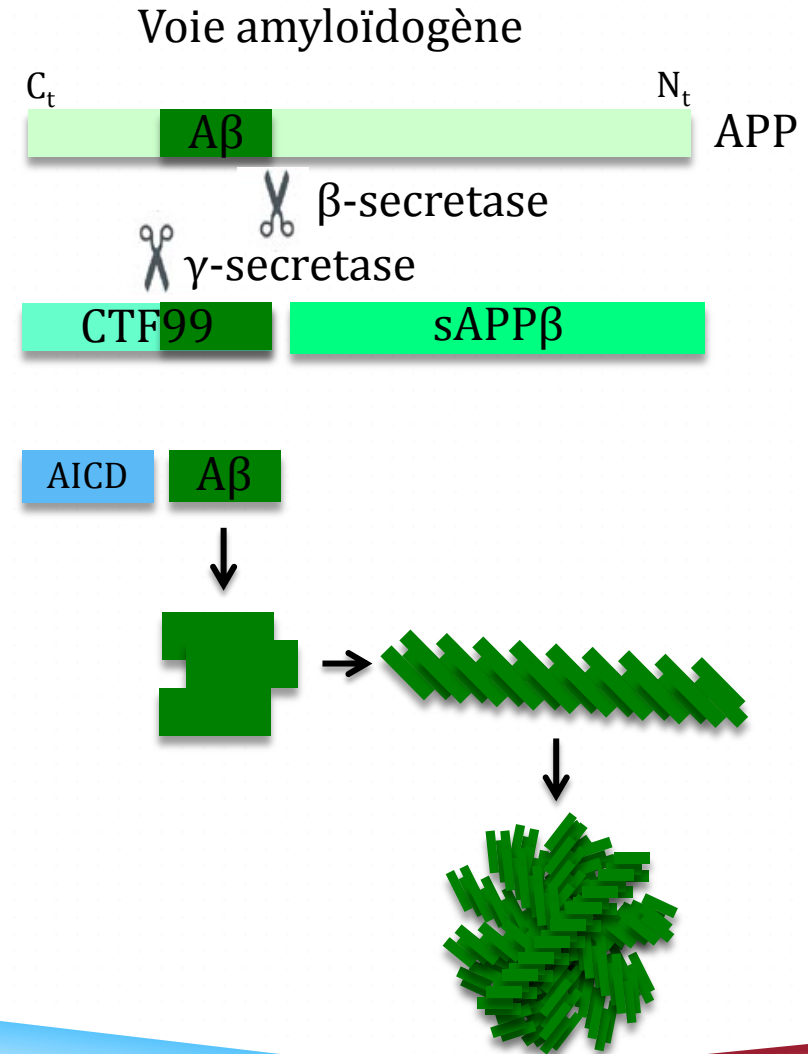 Voie amyloïdogène
Ct Nt
Aβ APP
β-secretase
γ-secretase
CTF99 sAPPβ
AICD Aβ